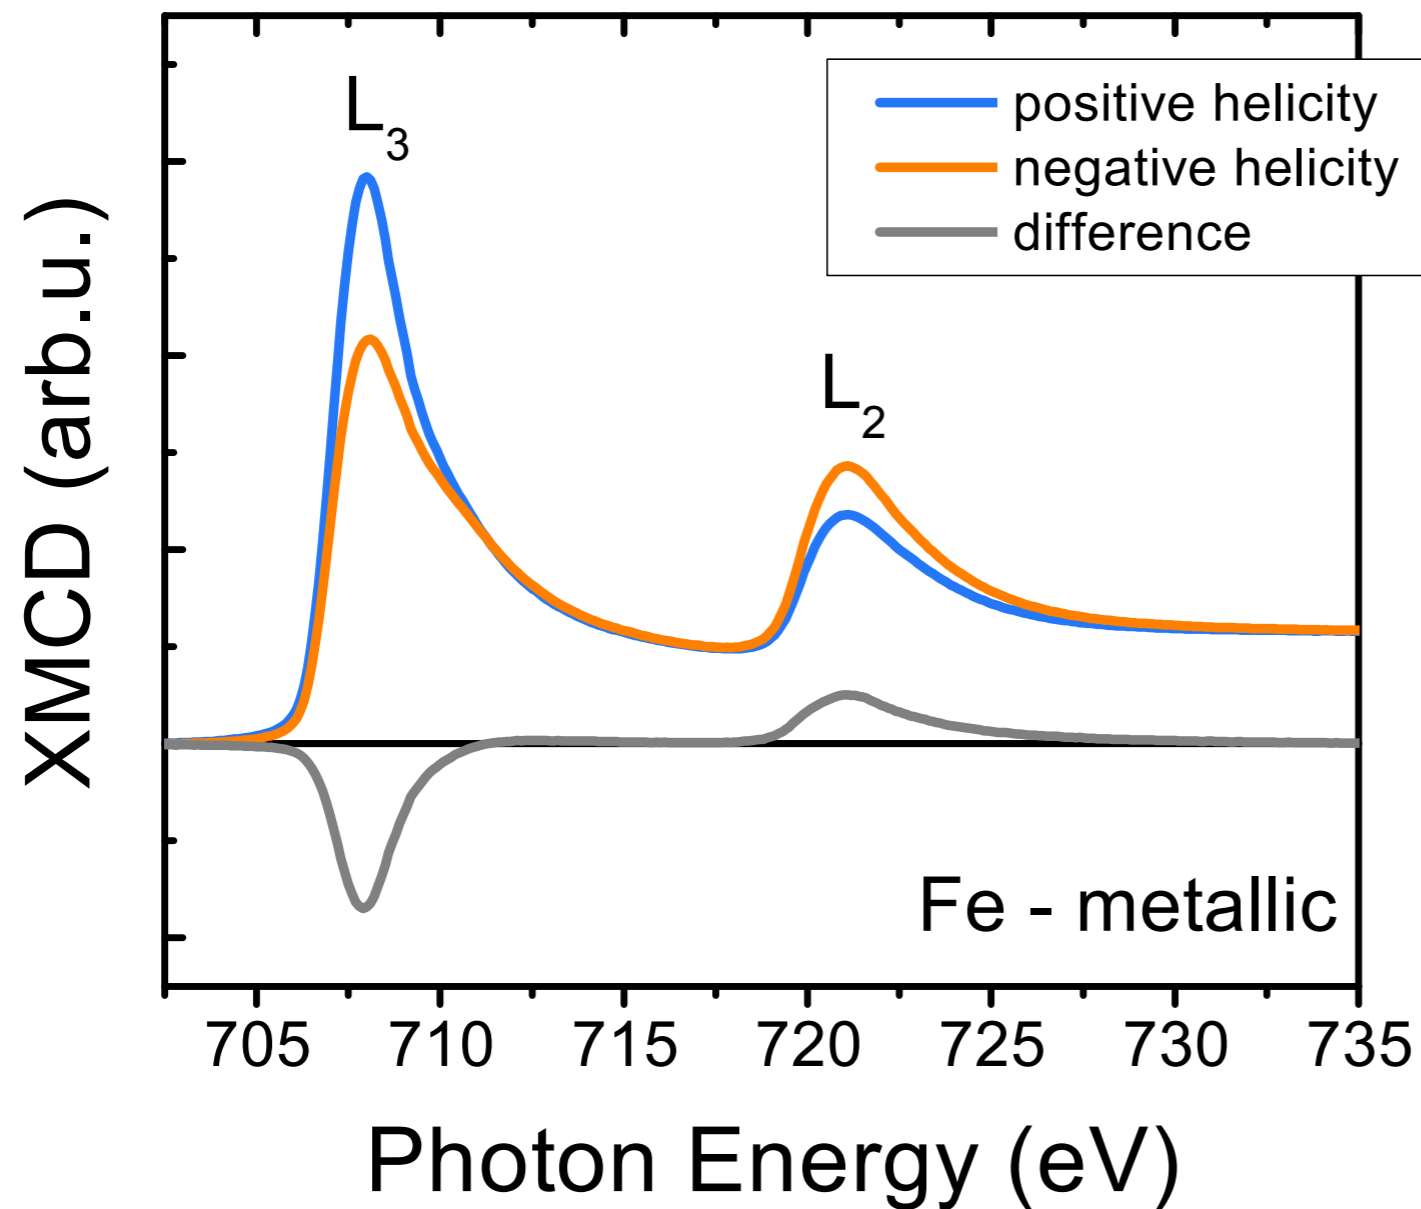 L3
positive helicity
negative helicity
difference
L2
XMCD (arb.u.)
Fe - metallic
705 710 715 720 725 730 735
Photon Energy (eV)